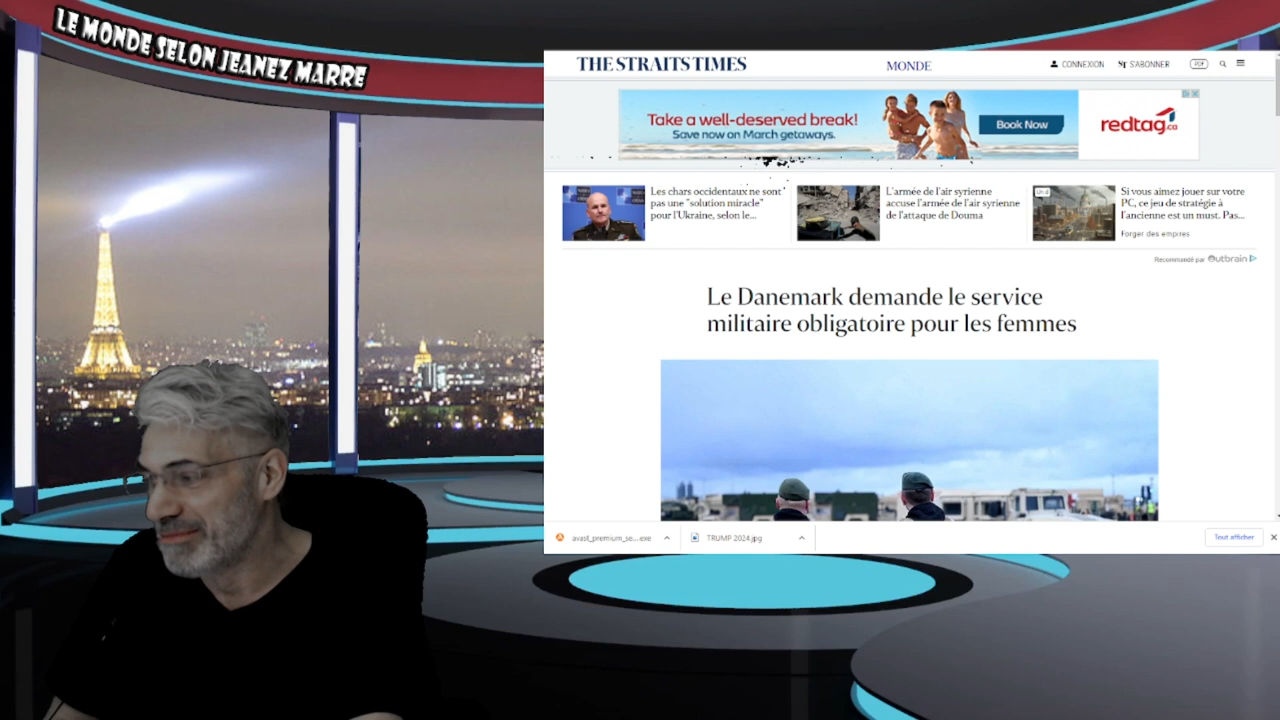 LE MONDE SELON JEANEZ MARRE
THE STRAITS TIMES
MONDE
CONNEXION
ST S'ABONNER
PDF
Take a well-deserved break!
Save now on March getaways.
Book Now
redtag.ca
Les chars occidentaux ne sont
pas une "solution miracle"
pour l'Ukraine, selon le...
L'armée de l'air syrienne
accuse l'armée de l'air syrienne
de l'attaque de Douma
Si vous aimez jouer sur votre
PC, ce jeu de stratégie à
l'ancienne est un must. Pas...
Forger des empires
Recommandé par Outbrain
Le Danemark demande le service
militaire obligatoire pour les femmes
avast_premium_se....exe
TRUMP 2024.jpg
Tout afficher